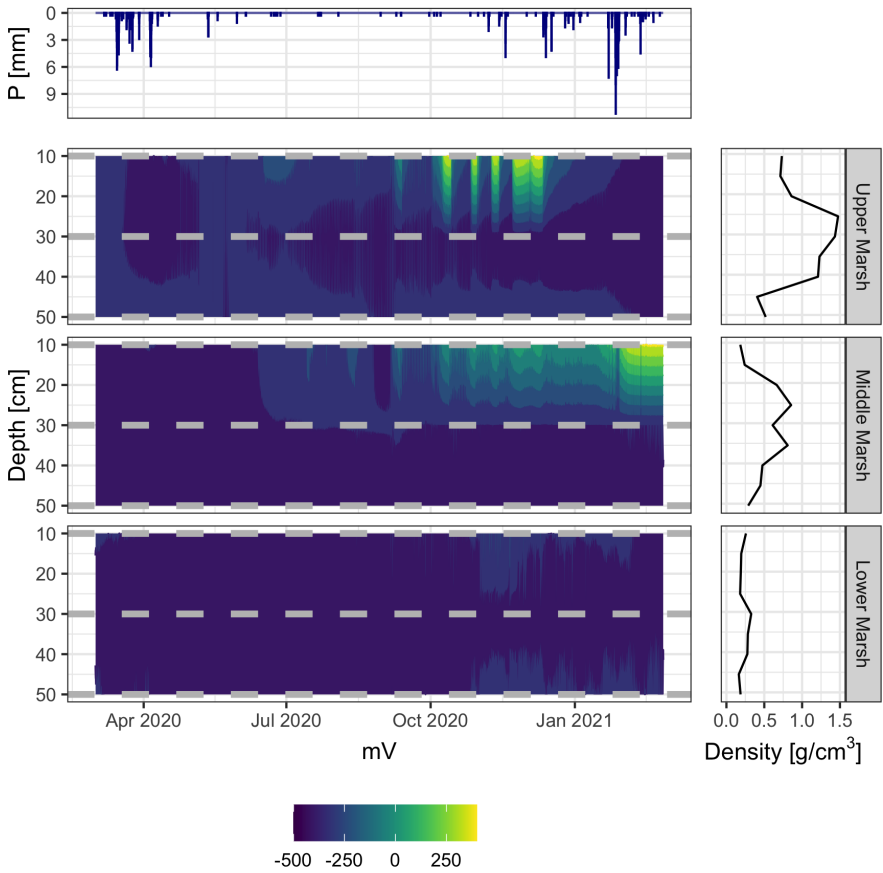 0
3
6
9
P [mm]
10
20
30
40
50
Upper Marsh
10
20
30
40
50
Depth [cm]
Middle Marsh
10
20
30
40
50
Lower Marsh
Apr 2020 Jul 2020 Oct 2020 Jan 2021
0.0 0.5 1.0 1.5
mV
Density [g/cm³]
-500 -250 0 250